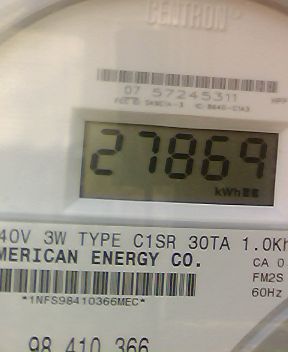 CENTRON®
07 57245311
27869
kWh
40V 3W TYPE C1SR 30TA 1.0Kh
MERICAN ENERGY CO.
CA 0
FM2S
60Hz
*1NFS98410366MEC*
98 410 366